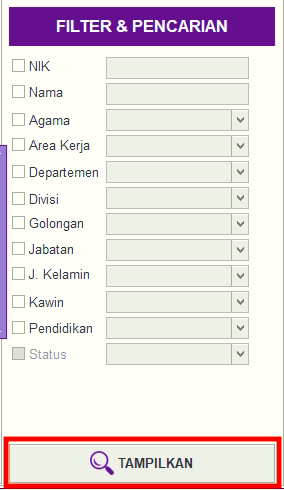 FILTER & PENCARIAN
NIK
Nama
Agama
Area Kerja
Departemen
Divisi
Golongan
Jabatan
J. Kelamin
Kawin
Pendidikan
Status
TAMPILKAN